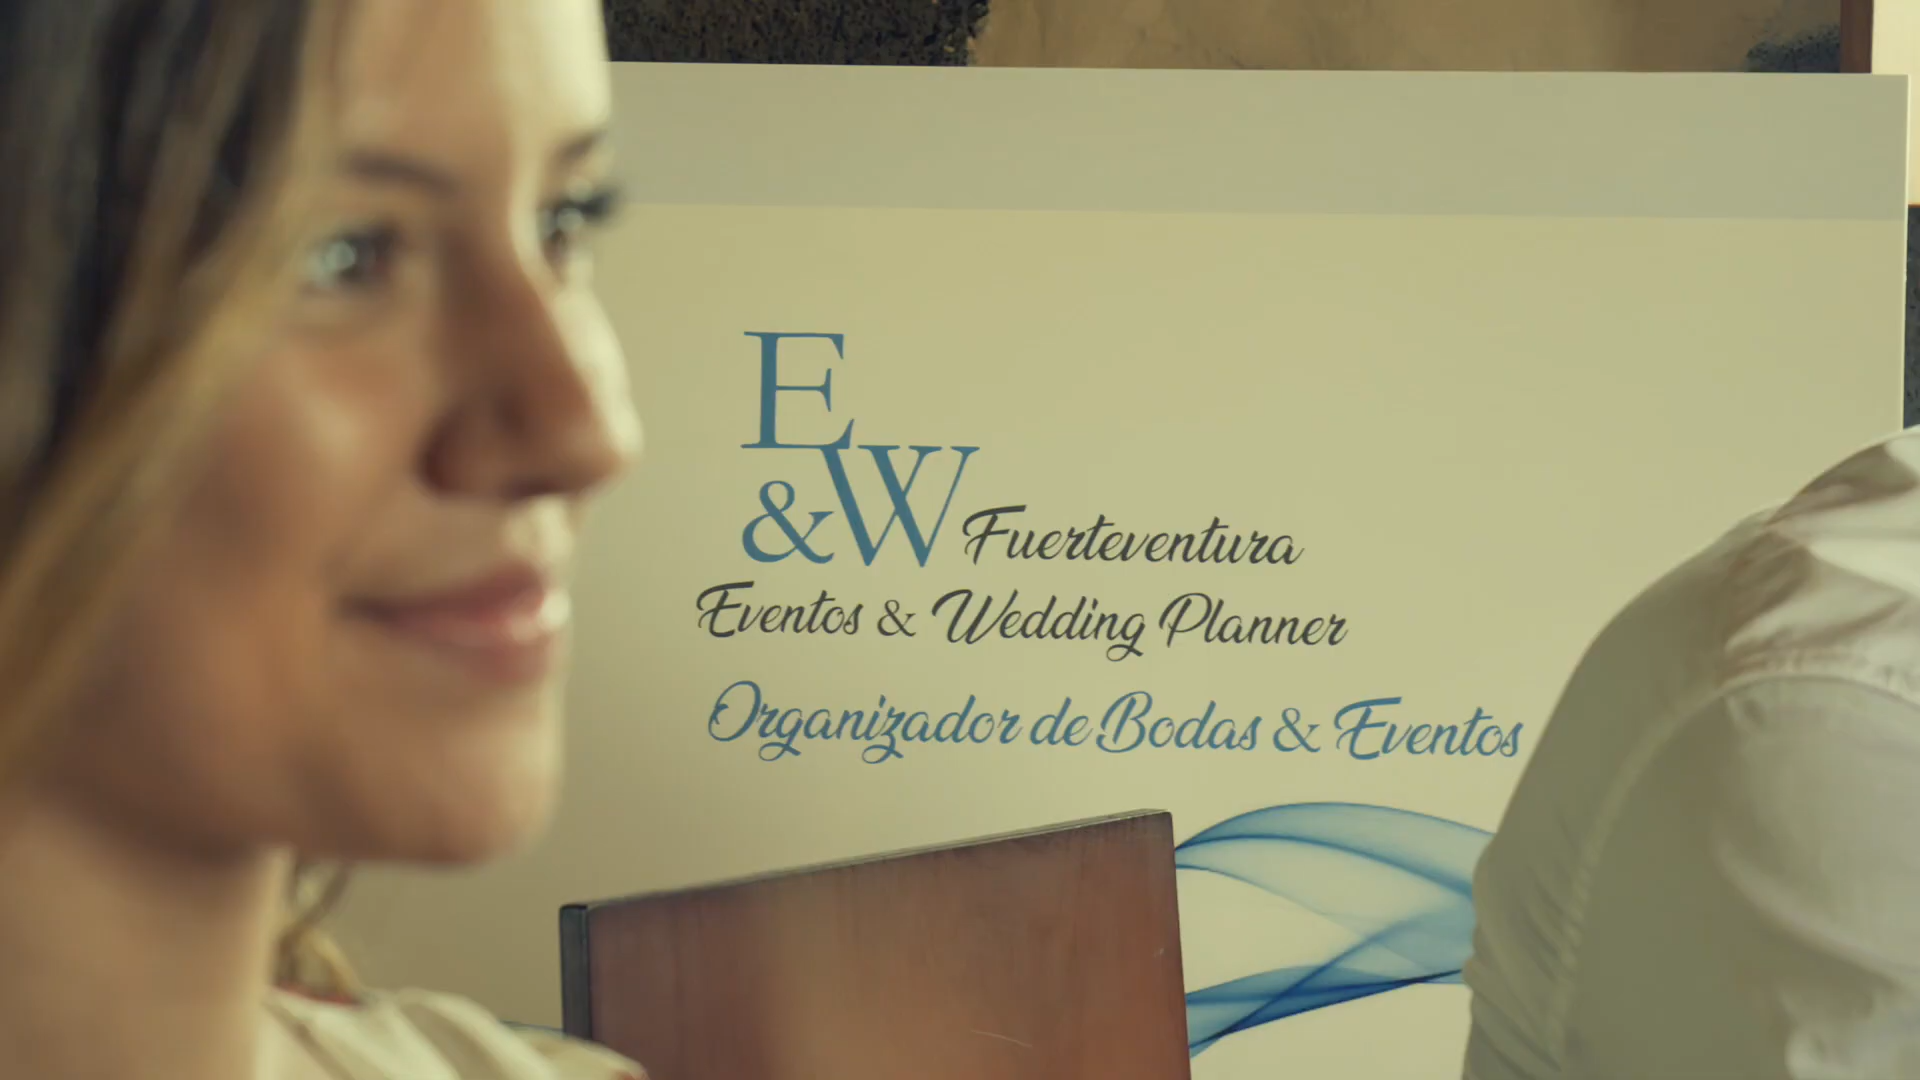 E
&W Fuerteventura
Eventos & Wedding Planner
Organizador de Bodas & Eventos